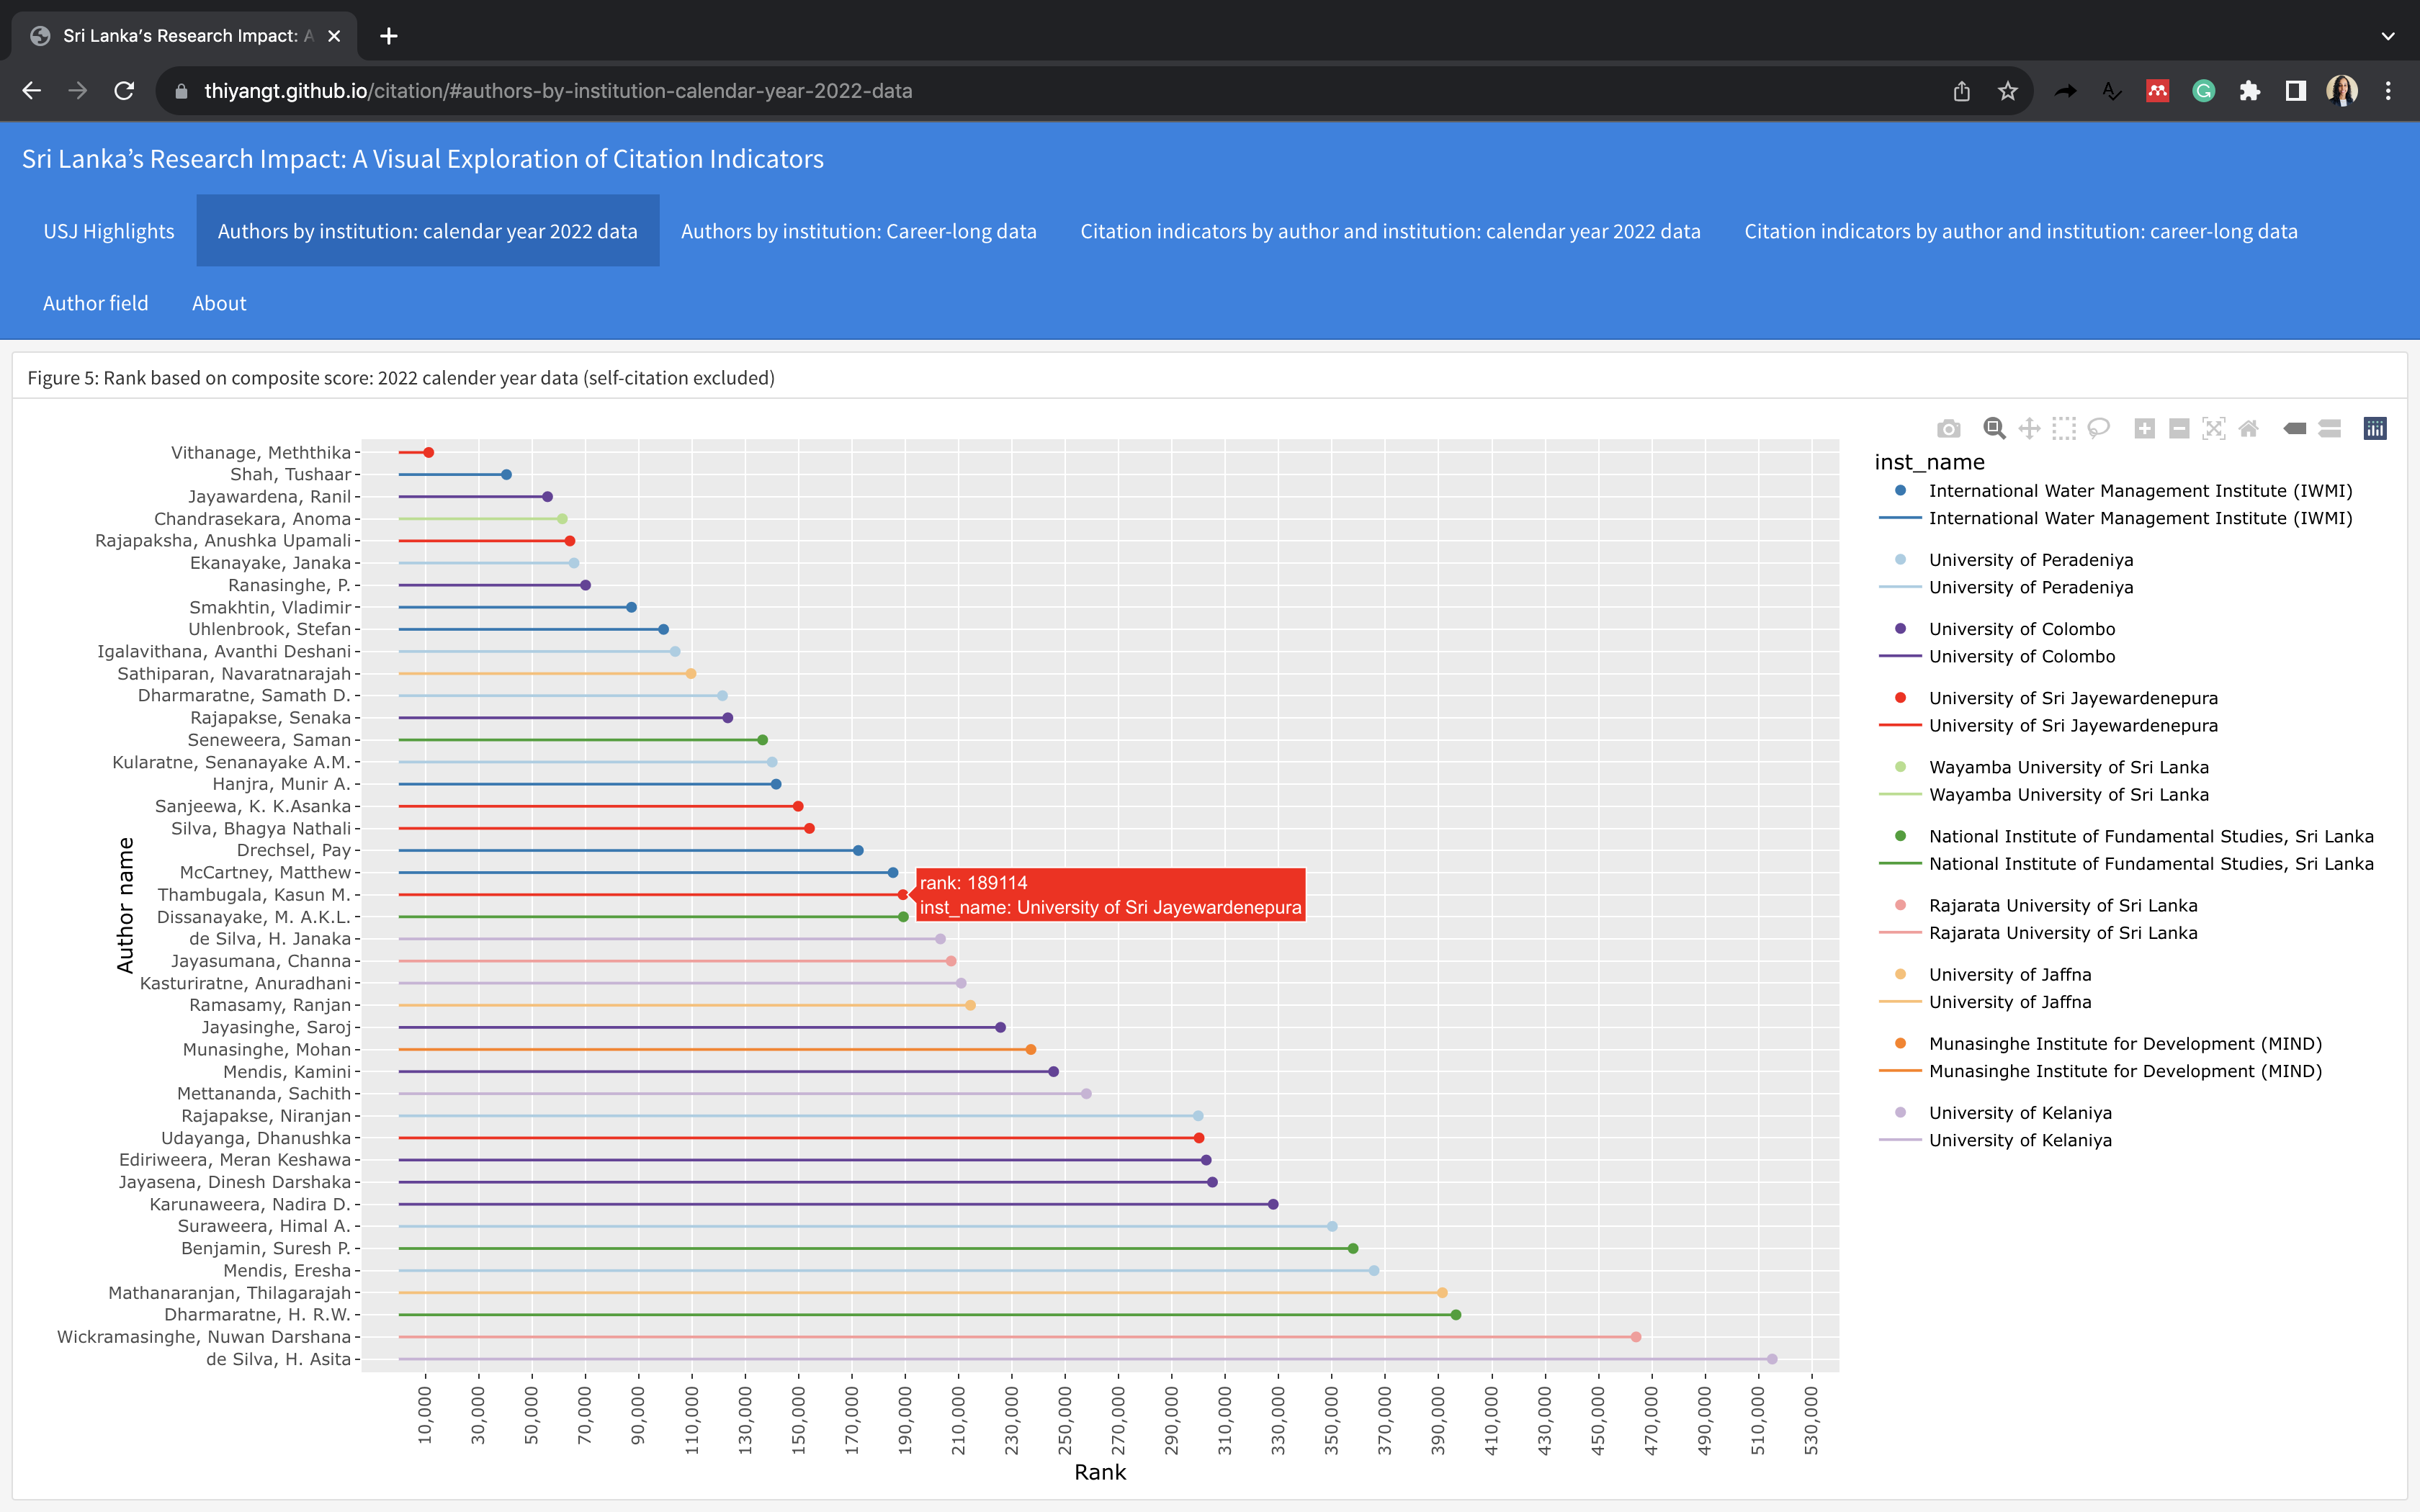 Sri Lanka’s Research Impact: A
thiyangt.github.io/citation/#authors-by-institution-calendar-year-2022-data
Sri Lanka’s Research Impact: A Visual Exploration of Citation Indicators
USJ Highlights
Authors by institution: calendar year 2022 data
Authors by institution: Career-long data
Citation indicators by author and institution: calendar year 2022 data
Citation indicators by author and institution: career-long data
Author field
About
Figure 5: Rank based on composite score: 2022 calender year data (self-citation excluded)
Author name
Vithanage, Meththika
Shah, Tushaar
Jayawardena, Ranil
Chandrasekara, Anoma
Rajapaksha, Anushka Upamali
Ekanayake, Janaka
Ranasinghe, P.
Smakhtin, Vladimir
Uhlenbrook, Stefan
Igalavithana, Avanthi Deshani
Sathiparan, Navaratnarajah
Dharmaratne, Samath D.
Rajapakse, Senaka
Seneweera, Saman
Kularatne, Senanayake A.M.
Hanjra, Munir A.
Sanjeewa, K. K.Asanka
Silva, Bhagya Nathali
Drechsel, Pay
McCartney, Matthew
Thambugala, Kasun M.
Dissanayake, M. A.K.L.
de Silva, H. Janaka
Jayasumana, Channa
Kasturiratne, Anuradhani
Ramasamy, Ranjan
Jayasinghe, Saroj
Munasinghe, Mohan
Mendis, Kamini
Mettananda, Sachith
Rajapakse, Niranjan
Udayanga, Dhanushka
Ediriweera, Meran Keshawa
Jayasena, Dinesh Darshaka
Karunaweera, Nadira D.
Suraweera, Himal A.
Benjamin, Suresh P.
Mendis, Eresha
Mathanaranjan, Thilagarajah
Dharmaratne, H. R.W.
Wickramasinghe, Nuwan Darshana
de Silva, H. Asita
rank: 189114
inst_name: University of Sri Jayewardenepura
10,000
30,000
50,000
70,000
90,000
110,000
130,000
150,000
170,000
190,000
210,000
230,000
250,000
270,000
290,000
310,000
330,000
350,000
370,000
390,000
410,000
430,000
450,000
470,000
490,000
510,000
530,000
Rank
inst_name
International Water Management Institute (IWMI)
International Water Management Institute (IWMI)
University of Peradeniya
University of Peradeniya
University of Colombo
University of Colombo
University of Sri Jayewardenepura
University of Sri Jayewardenepura
Wayamba University of Sri Lanka
Wayamba University of Sri Lanka
National Institute of Fundamental Studies, Sri Lanka
National Institute of Fundamental Studies, Sri Lanka
Rajarata University of Sri Lanka
Rajarata University of Sri Lanka
University of Jaffna
University of Jaffna
Munasinghe Institute for Development (MIND)
Munasinghe Institute for Development (MIND)
University of Kelaniya
University of Kelaniya